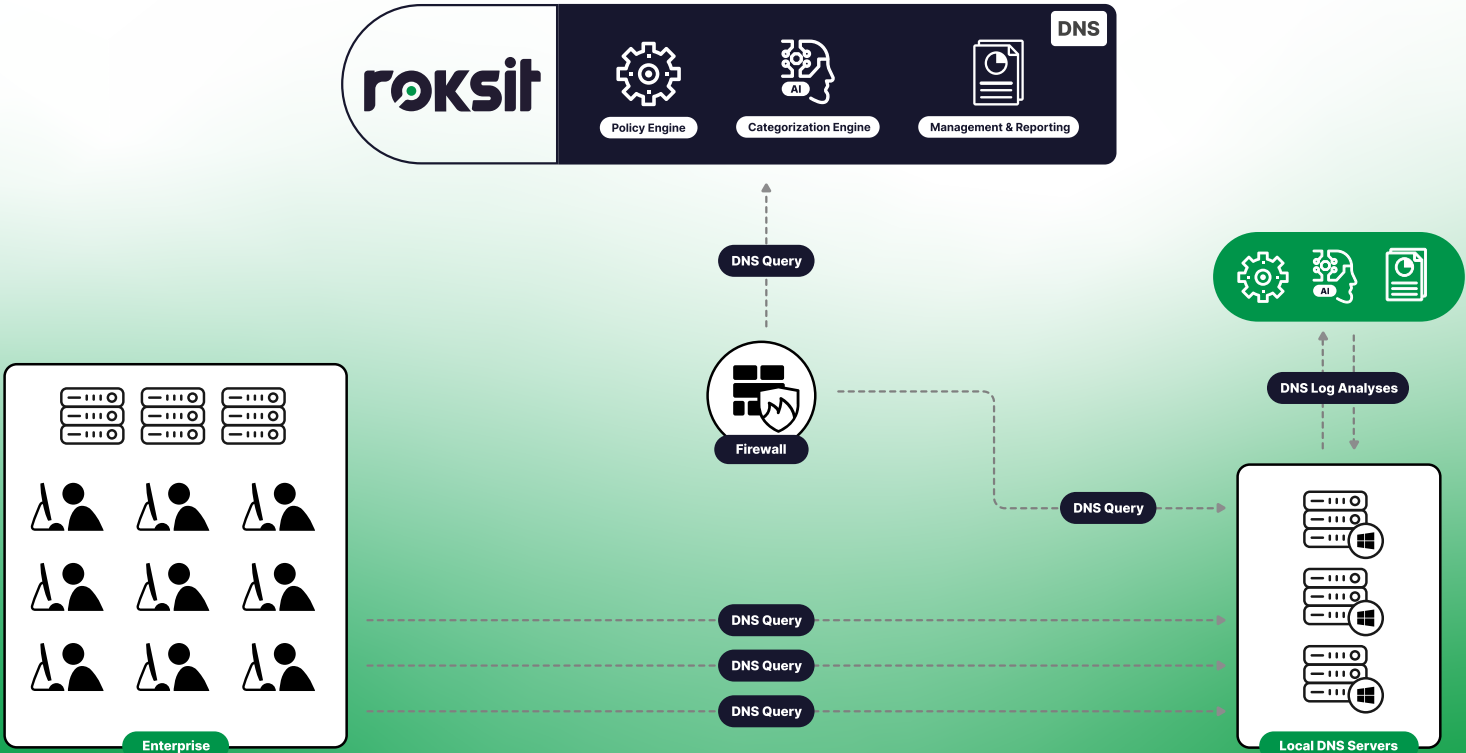 roksit
DNS
AI
Policy Engine
Categorization Engine
Management & Reporting
DNS Query
AI
DNS Log Analyses
Firewall
DNS Query
DNS Query
DNS Query
DNS Query
Enterprise
Local DNS Servers